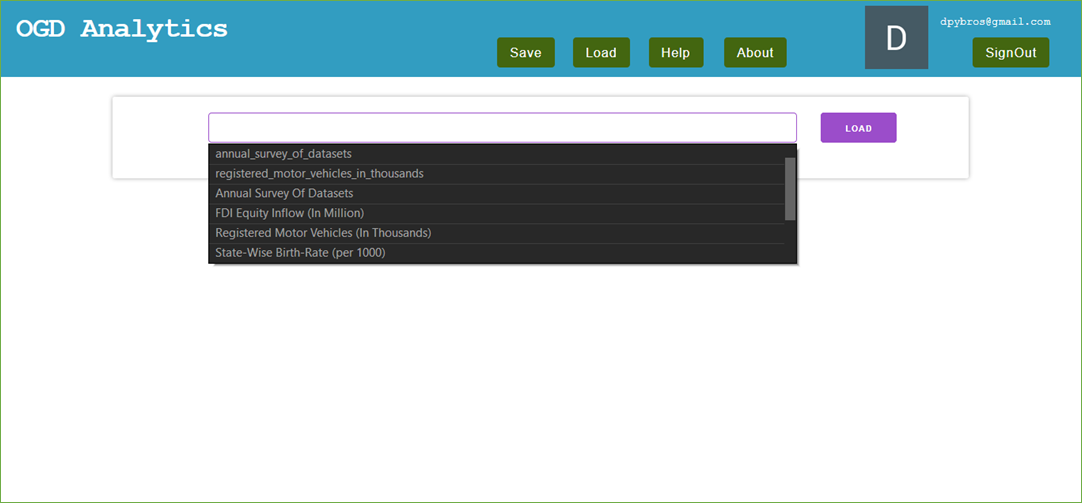 OGD Analytics
dpybros@gmail.com
D
Save
Load
Help
About
SignOut
LOAD
annual_survey_of_datasets
registered_motor_vehicles_in_thousands
Annual Survey Of Datasets
FDI Equity Inflow (In Million)
Registered Motor Vehicles (In Thousands)
State-Wise Birth-Rate (per 1000)